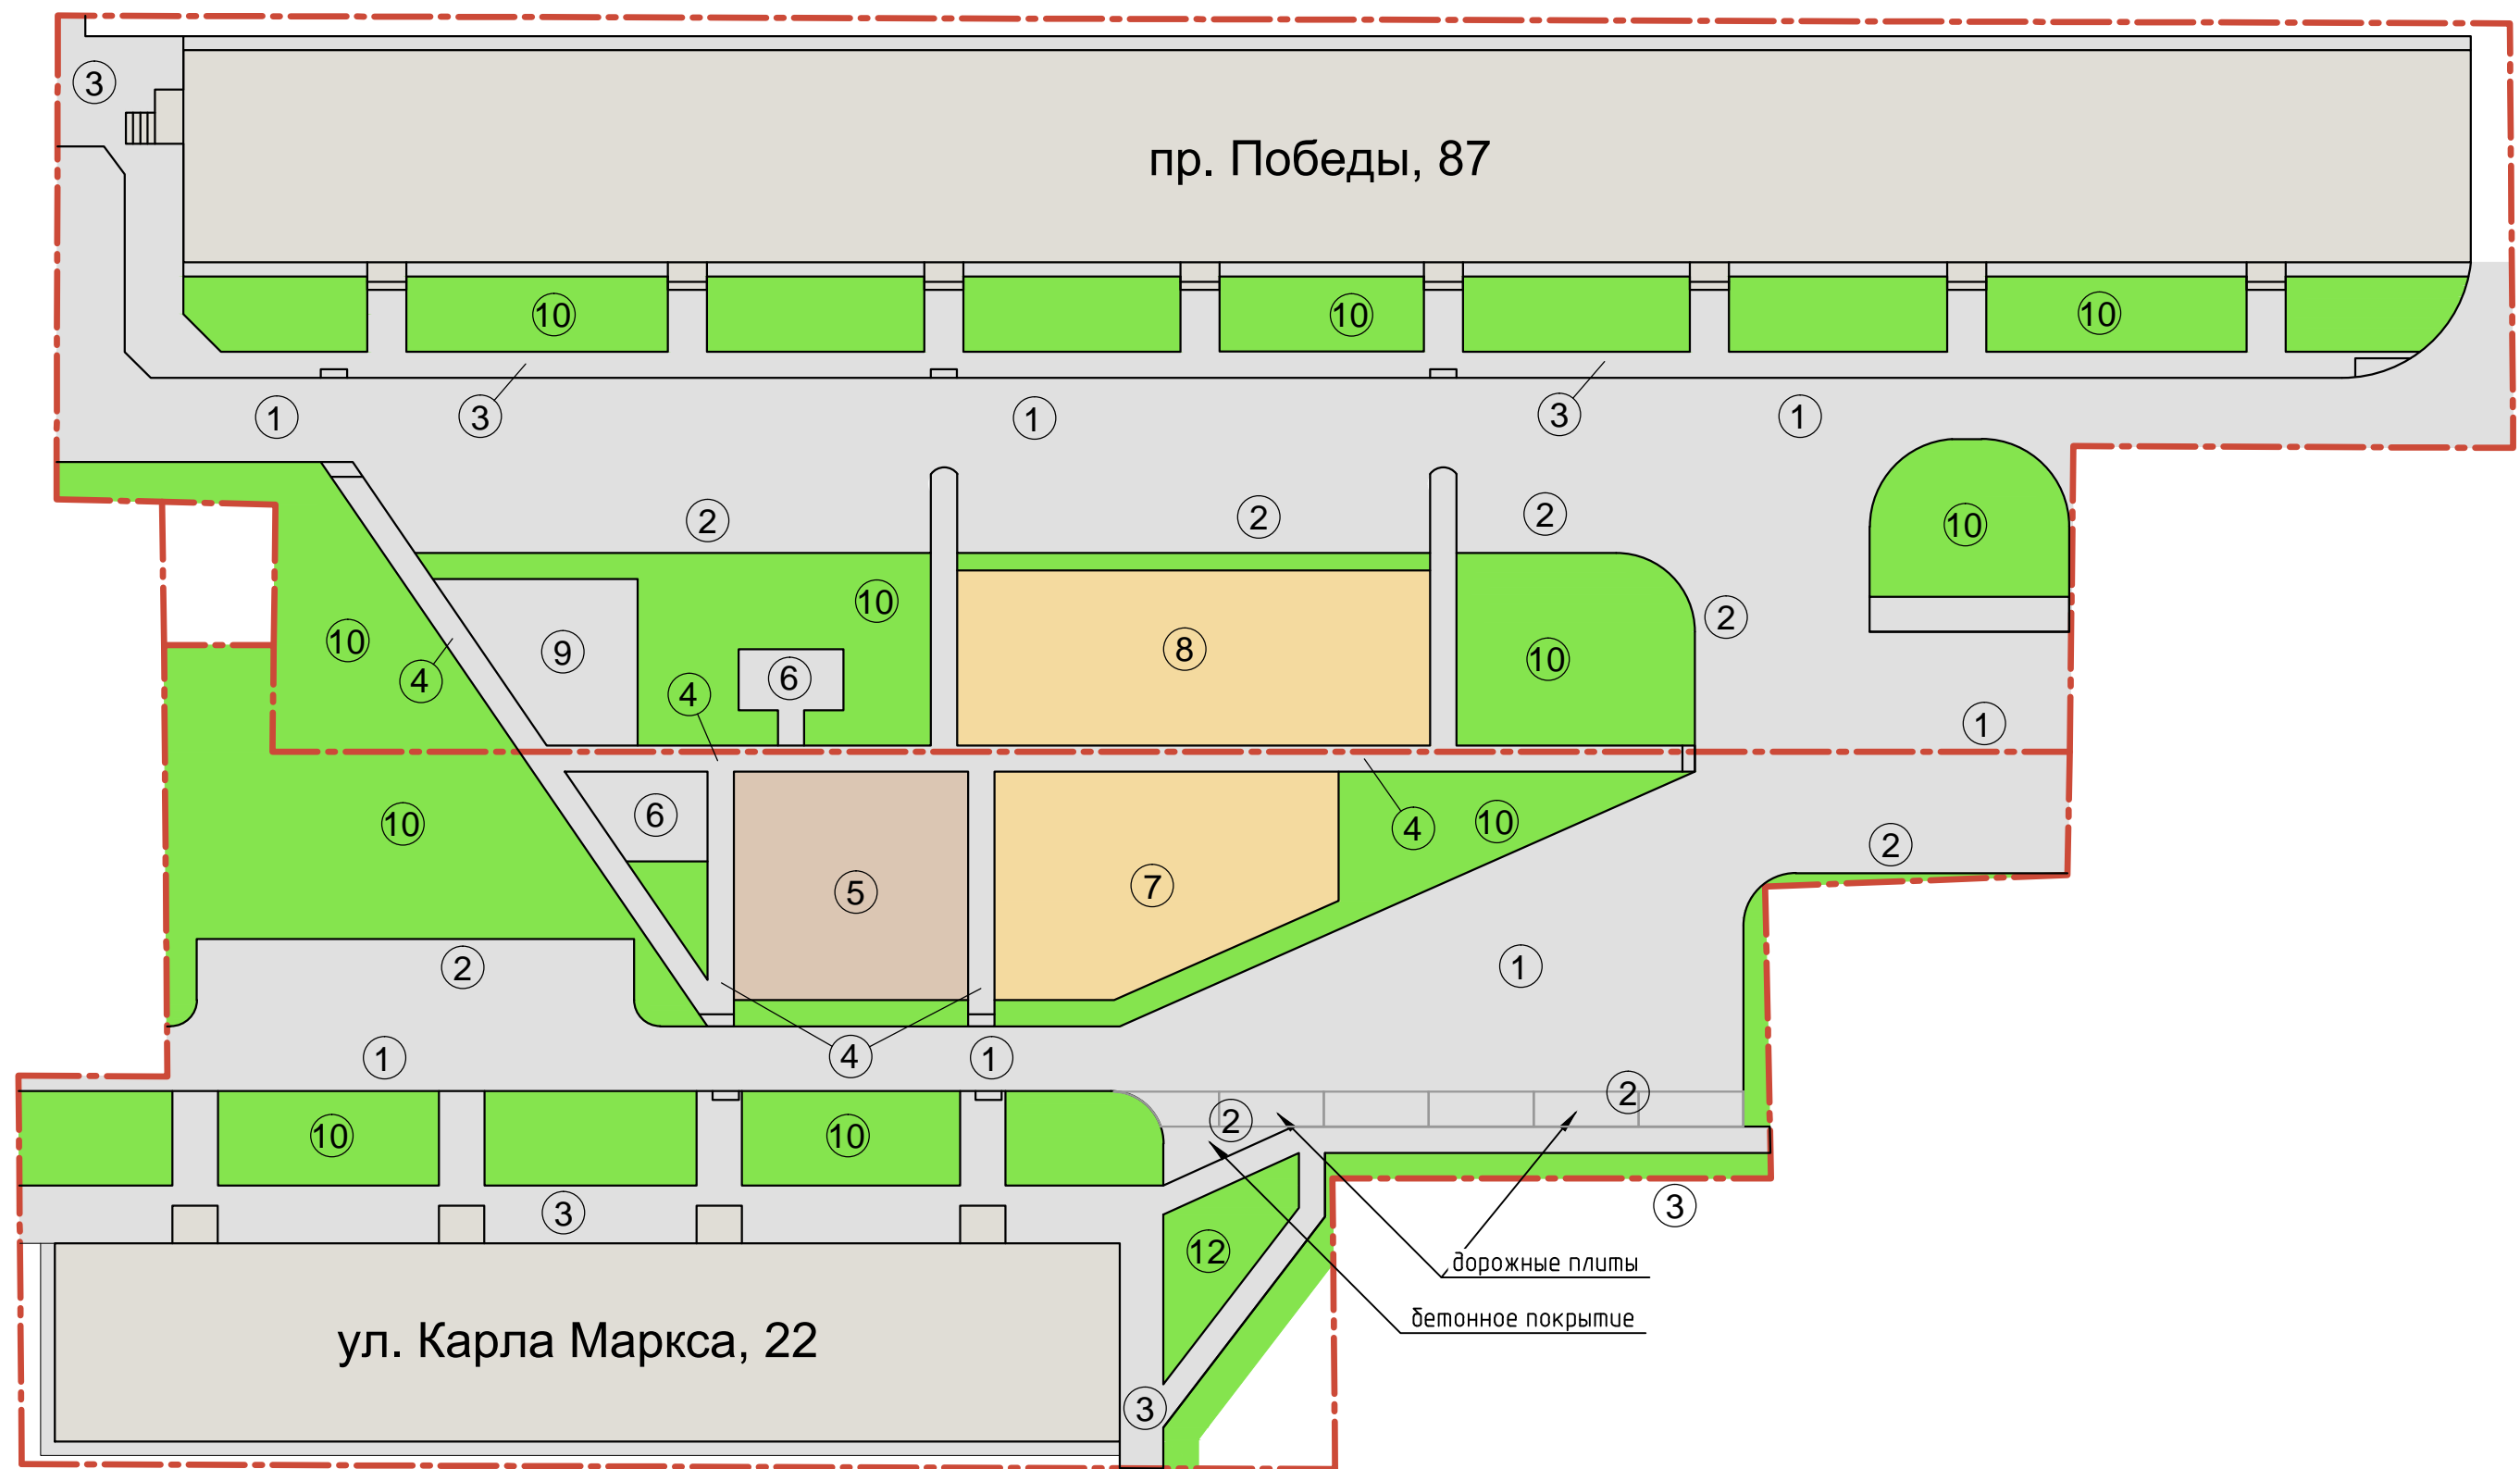 3
пр. Победы, 87
10 10 10
1 3 1 3 1
2 2 2 10
10 10 2
10 9 4 6 8 10
4
1
10 6 4 10
5 7 2
2 1
1 4 1
2 2
10 10
3 3
12
дорожные плиты
бетонное покрытие
ул. Карла Маркса, 22
3